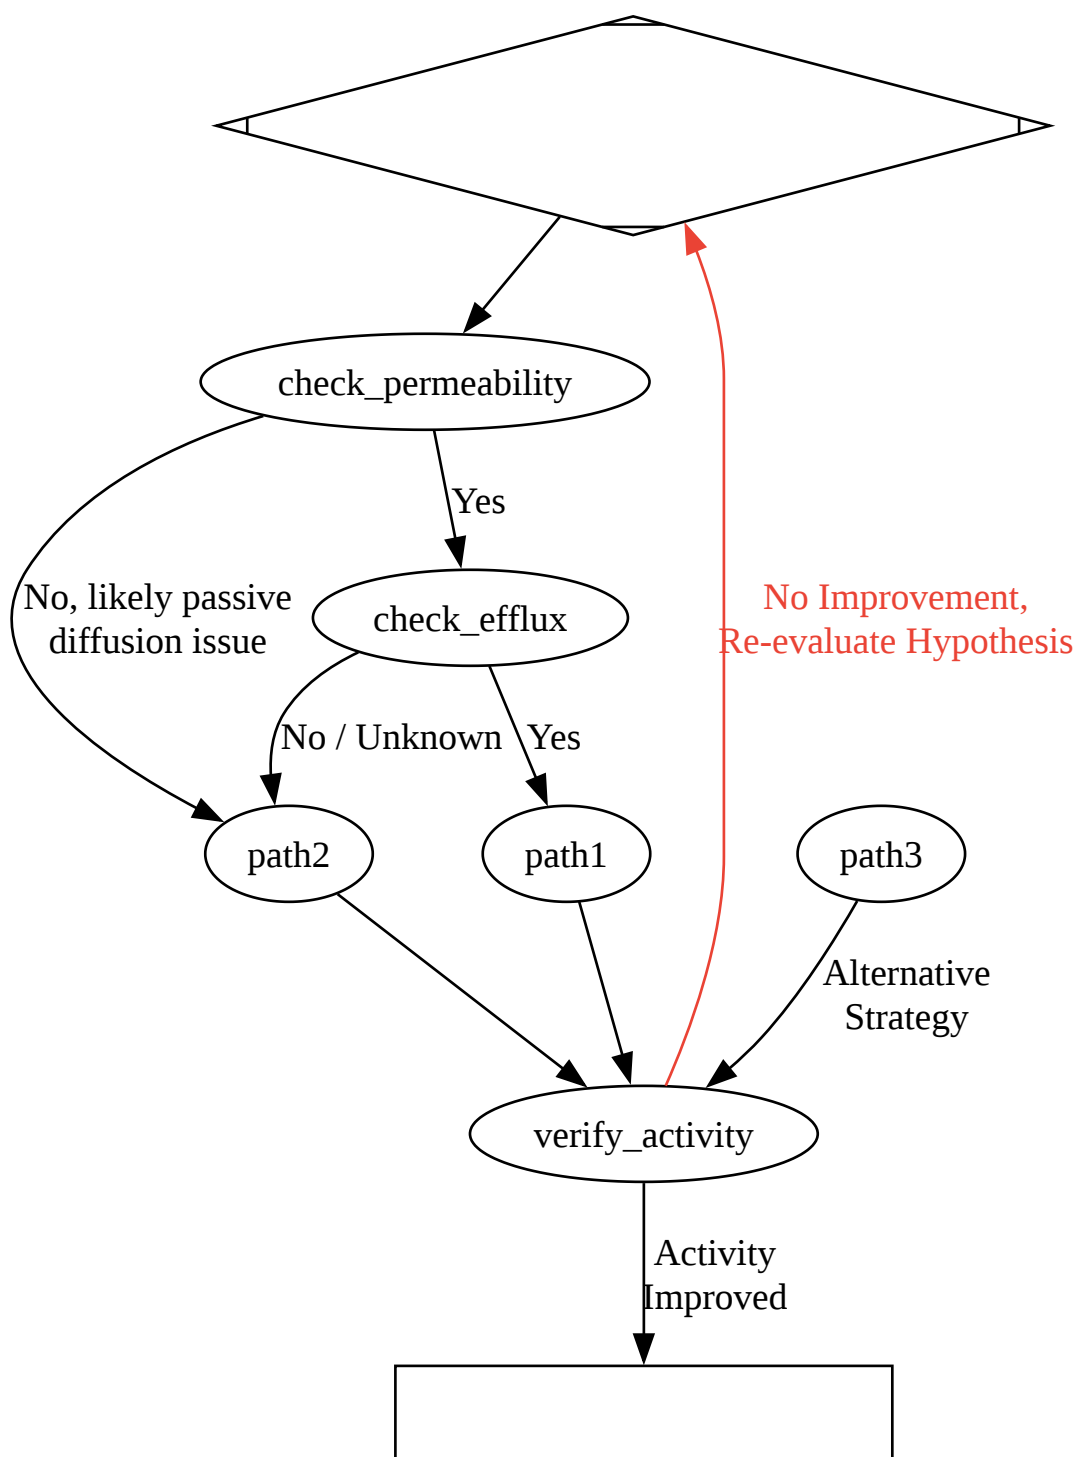 check_permeability
Yes
No, likely passive
diffusion issue
check_efflux
No Improvement,
Re-evaluate Hypothesis
No / Unknown
Yes
path2
path1
path3
Alternative
Strategy
verify_activity
Activity
Improved